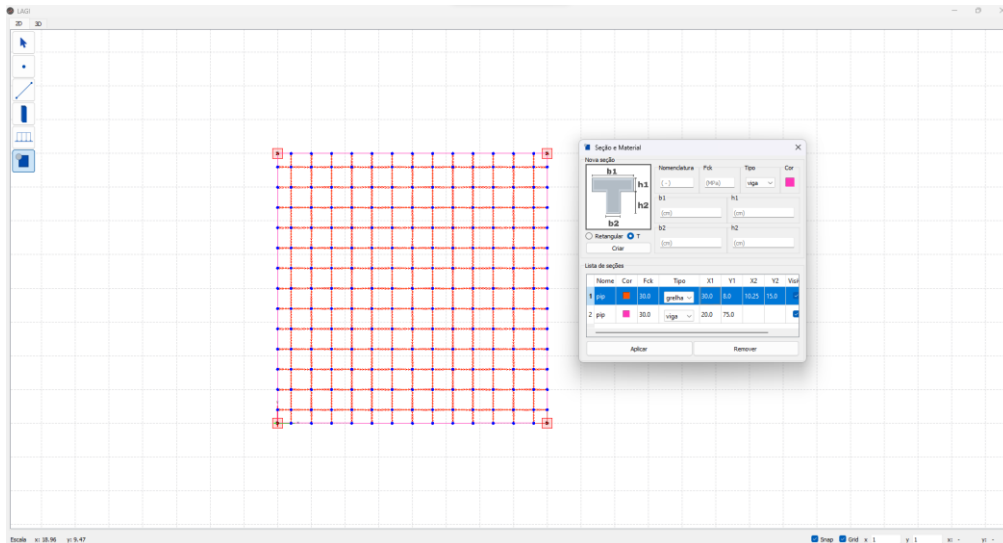 LAGI
2D 3D
Seção e Material
Nova seção
b1
h1
h2
b2
Nomenclatura Fck Tipo Cor
( - ) (MPa) viga
b1 h1
(cm) (cm)
b2 h2
(cm) (cm)
Retangular T
Criar
Lista de seções
Nome Cor Fck Tipo X1 Y1 X2 Y2
1 pip 30.0 grelha 30.0 8.0 10.25 15.0
2 pip 30.0 viga 20.0 75.0
Aplicar Remover
Escala x: 18.96 y: 9.47 Snap Grid x 1 y 1 x: - y: -